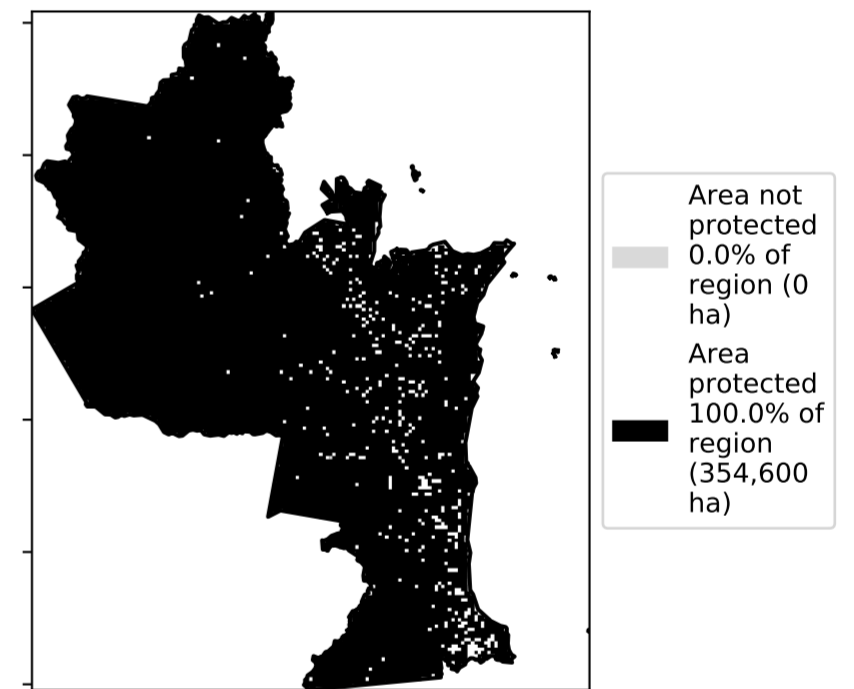 Area not
protected
0.0% of
region (0
ha)
Area
protected
100.0% of
region
(354,600
ha)